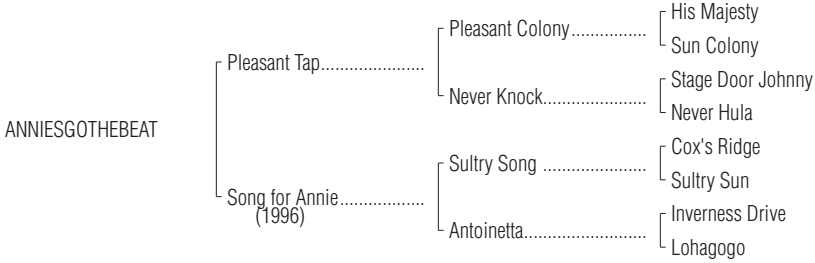 His Majesty
Pleasant Colony................
Sun Colony
Pleasant Tap......................
Stage Door Johnny
Never Knock......................
Never Hula
ANNIESGOTHEBEAT
Cox's Ridge
Sultry Song ......................
Sultry Sun
Song for Annie..................
(1996)
Inverness Drive
Antoinetta..........................
Lohagogo